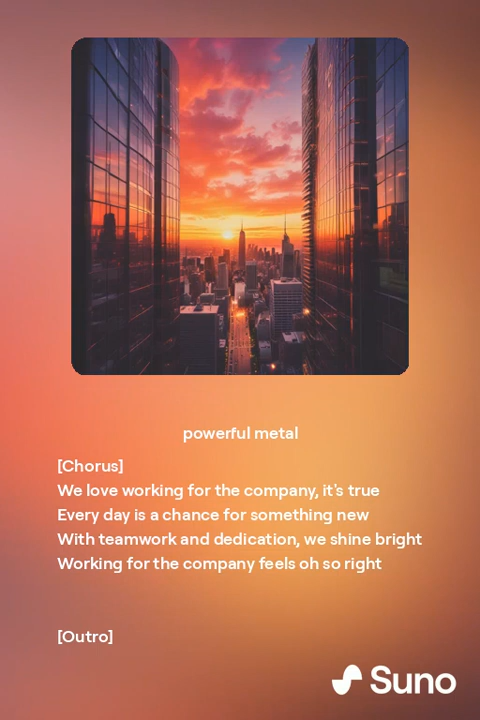 powerful metal
[Chorus]
We love working for the company, it's true
Every day is a chance for something new
With teamwork and dedication, we shine bright
Working for the company feels oh so right
[Outro]
Suno